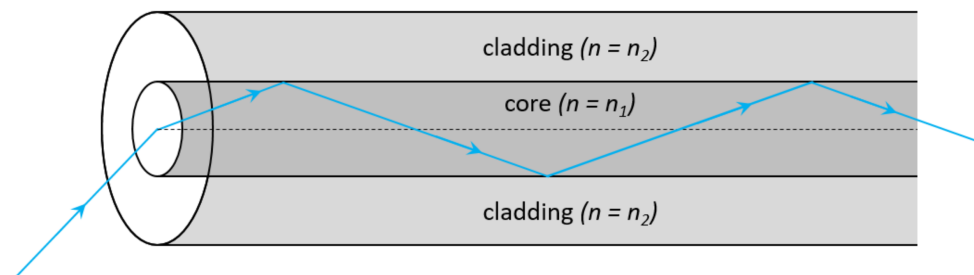 cladding (n = n₂)
core (n = n₁)
cladding (n = n₂)